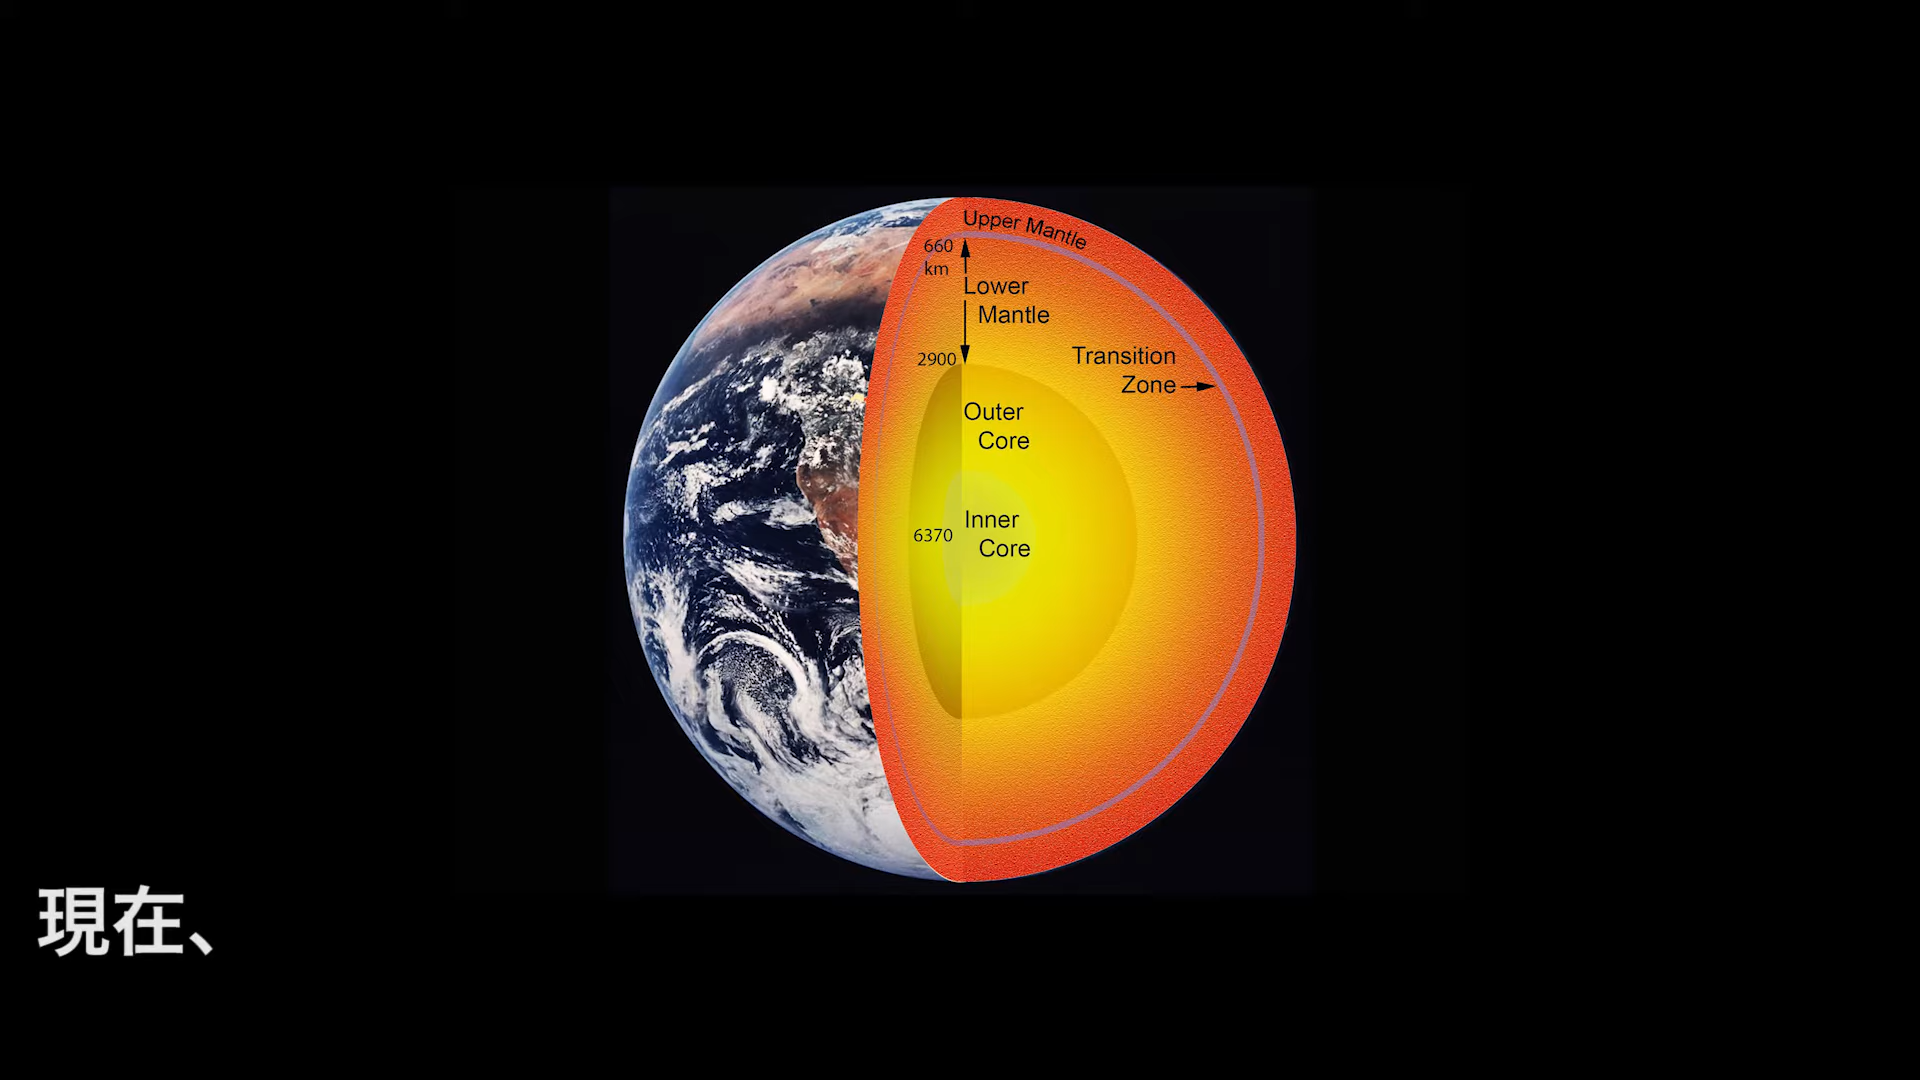 Upper Mantle
660
km
Lower
Mantle
2900
Transition
Zone
Outer
Core
Inner
6370
Core
現在、